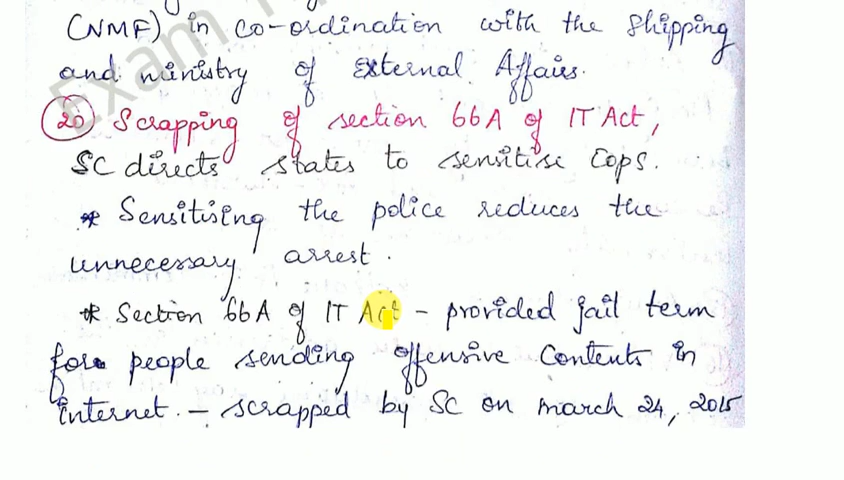 (NMF) in co-ordination with the shipping
and ministry of External Affairs.
20 Scrapping of section 66A of IT Act,
SC directs states to sensitise Cops.
* Sensitising the police reduces the
unnecessary arrest.
* Section 66A of IT Act - provided jail term
for people sending offensive Contents in
internet. - scrapped by SC on march 24, 2015
Exam